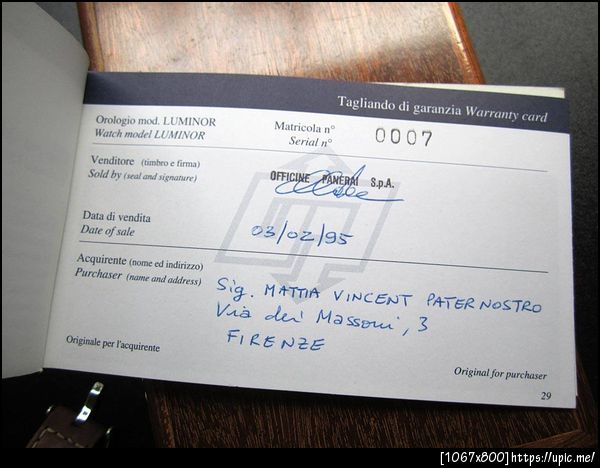 Tagliando di garanzia Warranty card
Orologio mod. LUMINOR
Watch model LUMINOR
Matricola n°
Serial n°
0007
Venditore (timbro e firma)
Sold by (seal and signature)
OFFICINE PANERAI S.p.A.
Data di vendita
Date of sale
03/02/95
Acquirente (nome ed indirizzo)
Purchaser (name and address)
Sig. MATTIA VINCENT PATERNOSTRO
Via dei Massoni, 3
FIRENZE
Originale per l'acquirente
Original for purchaser
29
[1067x800]https://upic.me/